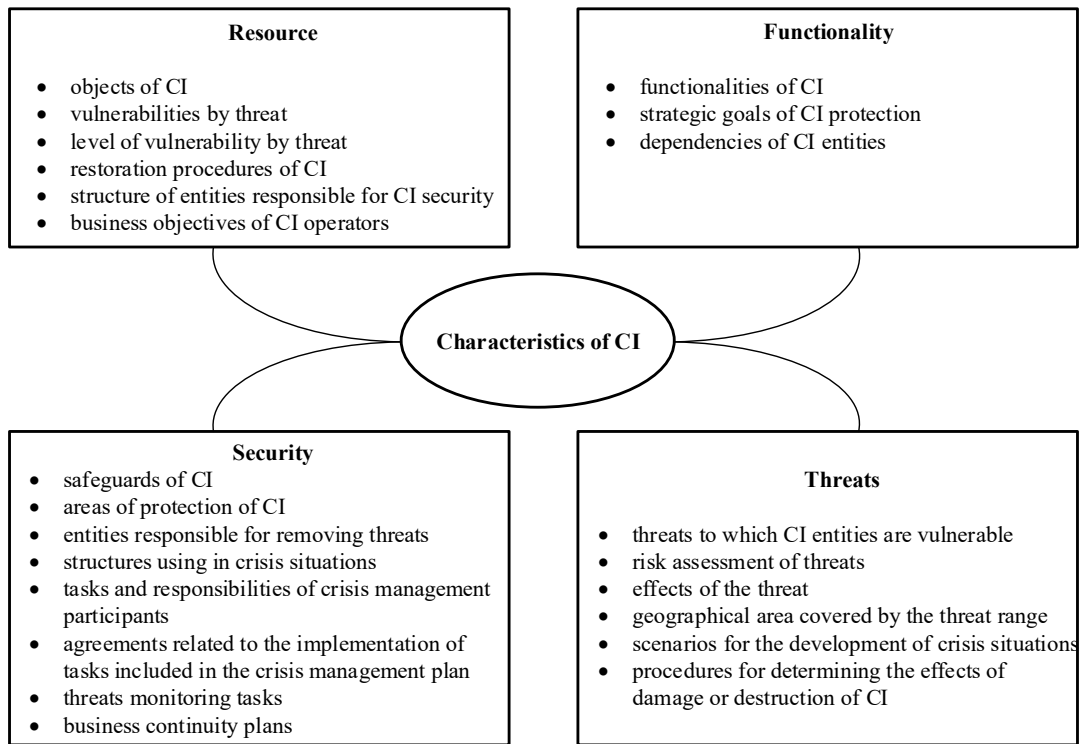 Resource
• objects of CI
• vulnerabilities by threat
• level of vulnerability by threat
• restoration procedures of CI
• structure of entities responsible for CI security
• business objectives of CI operators
Functionality
• functionalities of CI
• strategic goals of CI protection
• dependencies of CI entities
Characteristics of CI
Security
• safeguards of CI
• areas of protection of CI
• entities responsible for removing threats
• structures using in crisis situations
• tasks and responsibilities of crisis management
participants
• agreements related to the implementation of
tasks included in the crisis management plan
• threats monitoring tasks
• business continuity plans
Threats
• threats to which CI entities are vulnerable
• risk assessment of threats
• effects of the threat
• geographical area covered by the threat range
• scenarios for the development of crisis situations
• procedures for determining the effects of
damage or destruction of CI